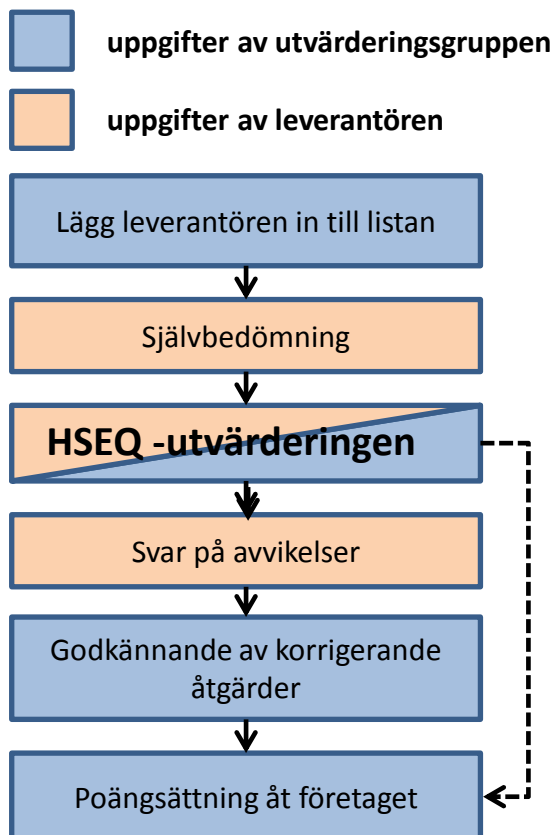 uppgifter av utvärderingsgruppen
uppgifter av leverantören
Lägg leverantören in till listan
Självbedömning
HSEQ -utvärderingen
Svar på avvikelser
Godkännande av korrigerande
åtgärder
Poängsättning åt företaget